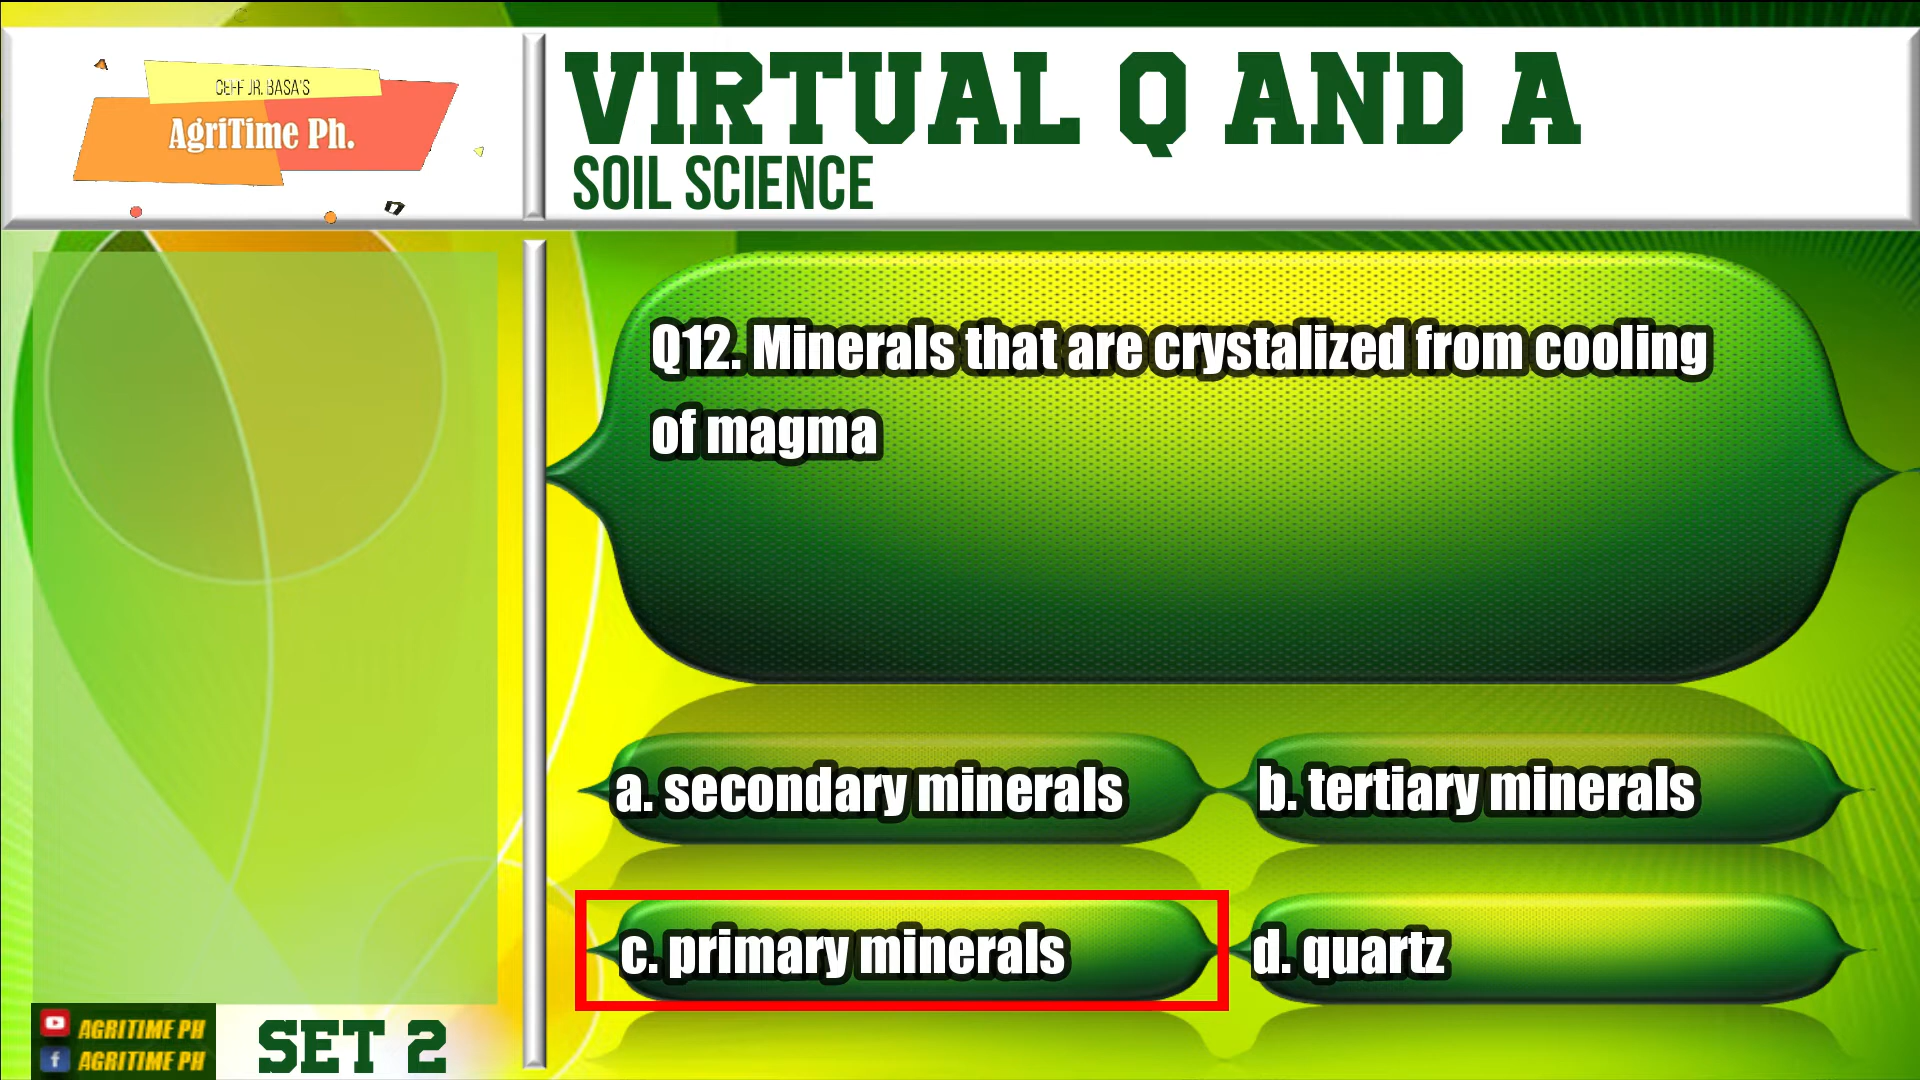 CEFF JR. BASA'S
AgriTime Ph.
VIRTUAL Q AND A
SOIL SCIENCE
Q12. Minerals that are crystalized from cooling
of magma
a. secondary minerals
b. tertiary minerals
c. primary minerals
d. quartz
AGRITIME PH
AGRITIME PH
SET 2